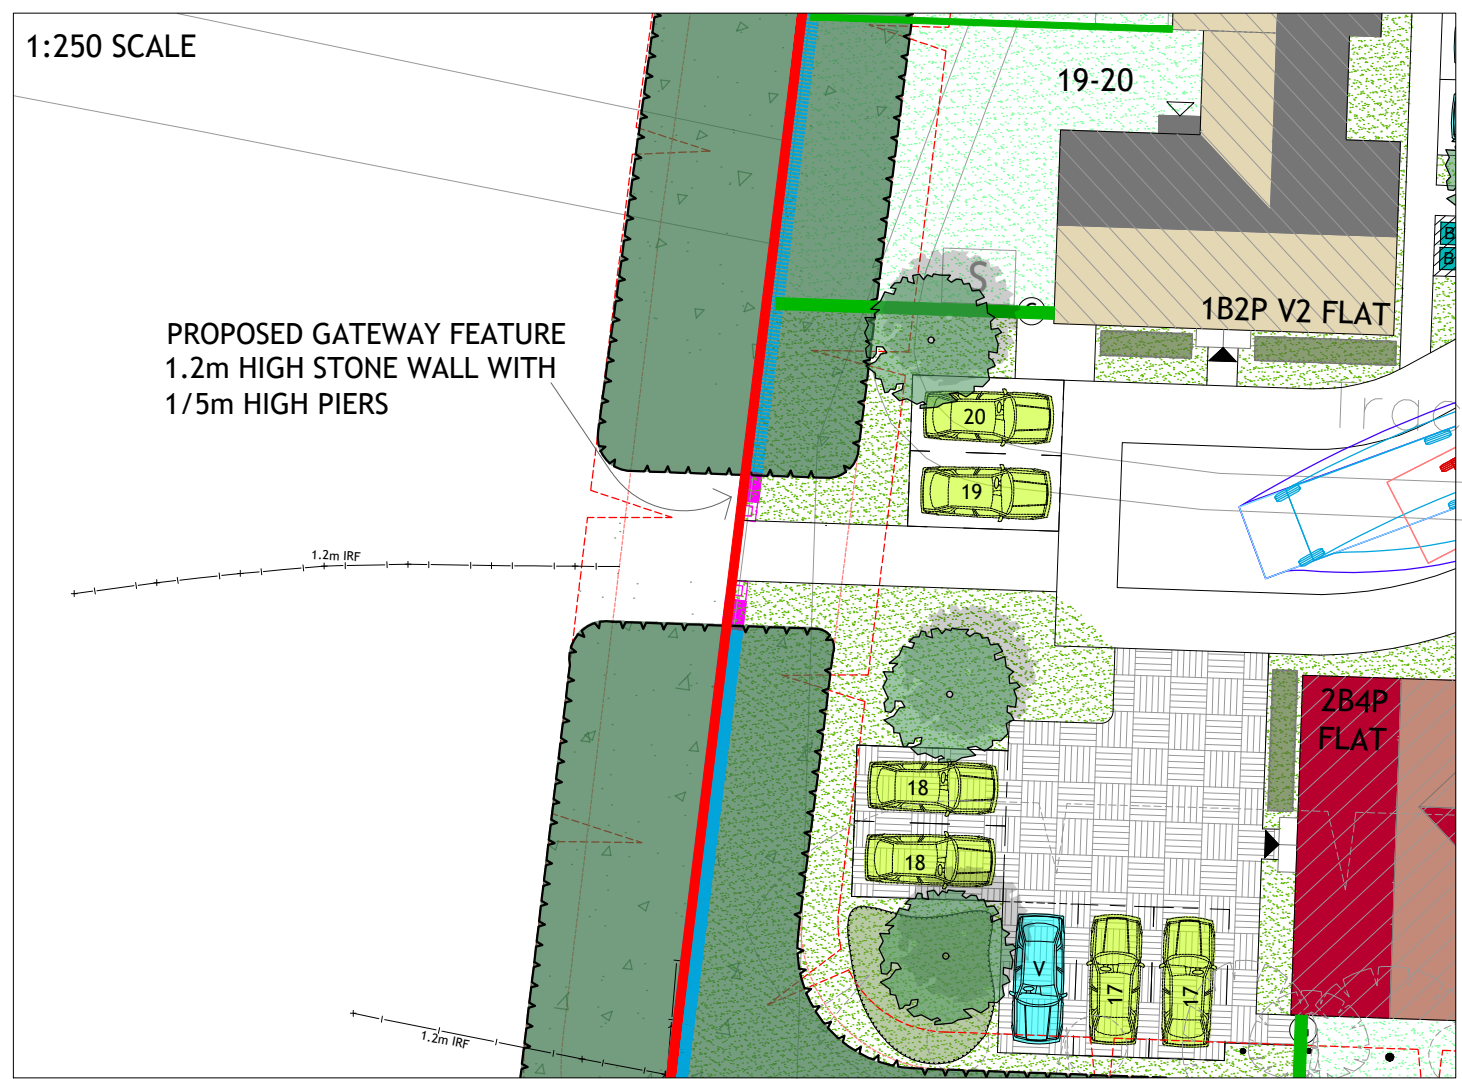 1:250 SCALE
19-20
S
B
B
1B2P V2 FLAT
PROPOSED GATEWAY FEATURE
1.2m HIGH STONE WALL WITH
1/5m HIGH PIERS
20
19
1.2m IRF
2B4P
FLAT
18
18
V
17
17
1.2m IRF